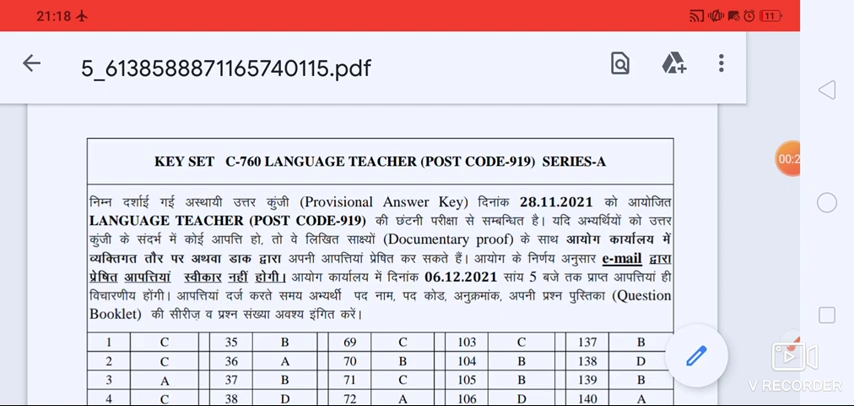 21:18
11
5_6138588871165740115.pdf
00:2
KEY SET C-760 LANGUAGE TEACHER (POST CODE-919) SERIES-A
निम्न दर्शाई गई अस्थायी उत्तर कुंजी (Provisional Answer Key) दिनांक 28.11.2021 को आयोजित
LANGUAGE TEACHER (POST CODE-919) की छंटनी परीक्षा से सम्बन्धित है। यदि अभ्यर्थियों को उत्तर
कुंजी के संदर्भ में कोई आपत्ति हो, तो वे लिखित साक्ष्यों (Documentary proof) के साथ आयोग कार्यालय में
व्यक्तिगत तौर पर अथवा डाक द्वारा अपनी आपत्तियां प्रेषित कर सकते हैं। आयोग के निर्णय अनुसार e-mail द्वारा
प्रेषित आपत्तियां स्वीकार नहीं होगी। आयोग कार्यालय में दिनांक 06.12.2021 सांय 5 बजे तक प्राप्त आपत्तियां ही
विचारणीय होंगी। आपत्तियां दर्ज करते समय अभ्यर्थी पद नाम, पद कोड, अनुक्रमांक, अपनी प्रश्न पुस्तिका (Question
Booklet) की सीरीज व प्रश्न संख्या अवश्य इंगित करें।
1 C 35 B 69 C 103 C 137 B
2 C 36 A 70 B 104 B 138 D
3 A 37 B 71 C 105 B 139 B
4 C 38 D 72 A 106 D 140 A
V RECORDER